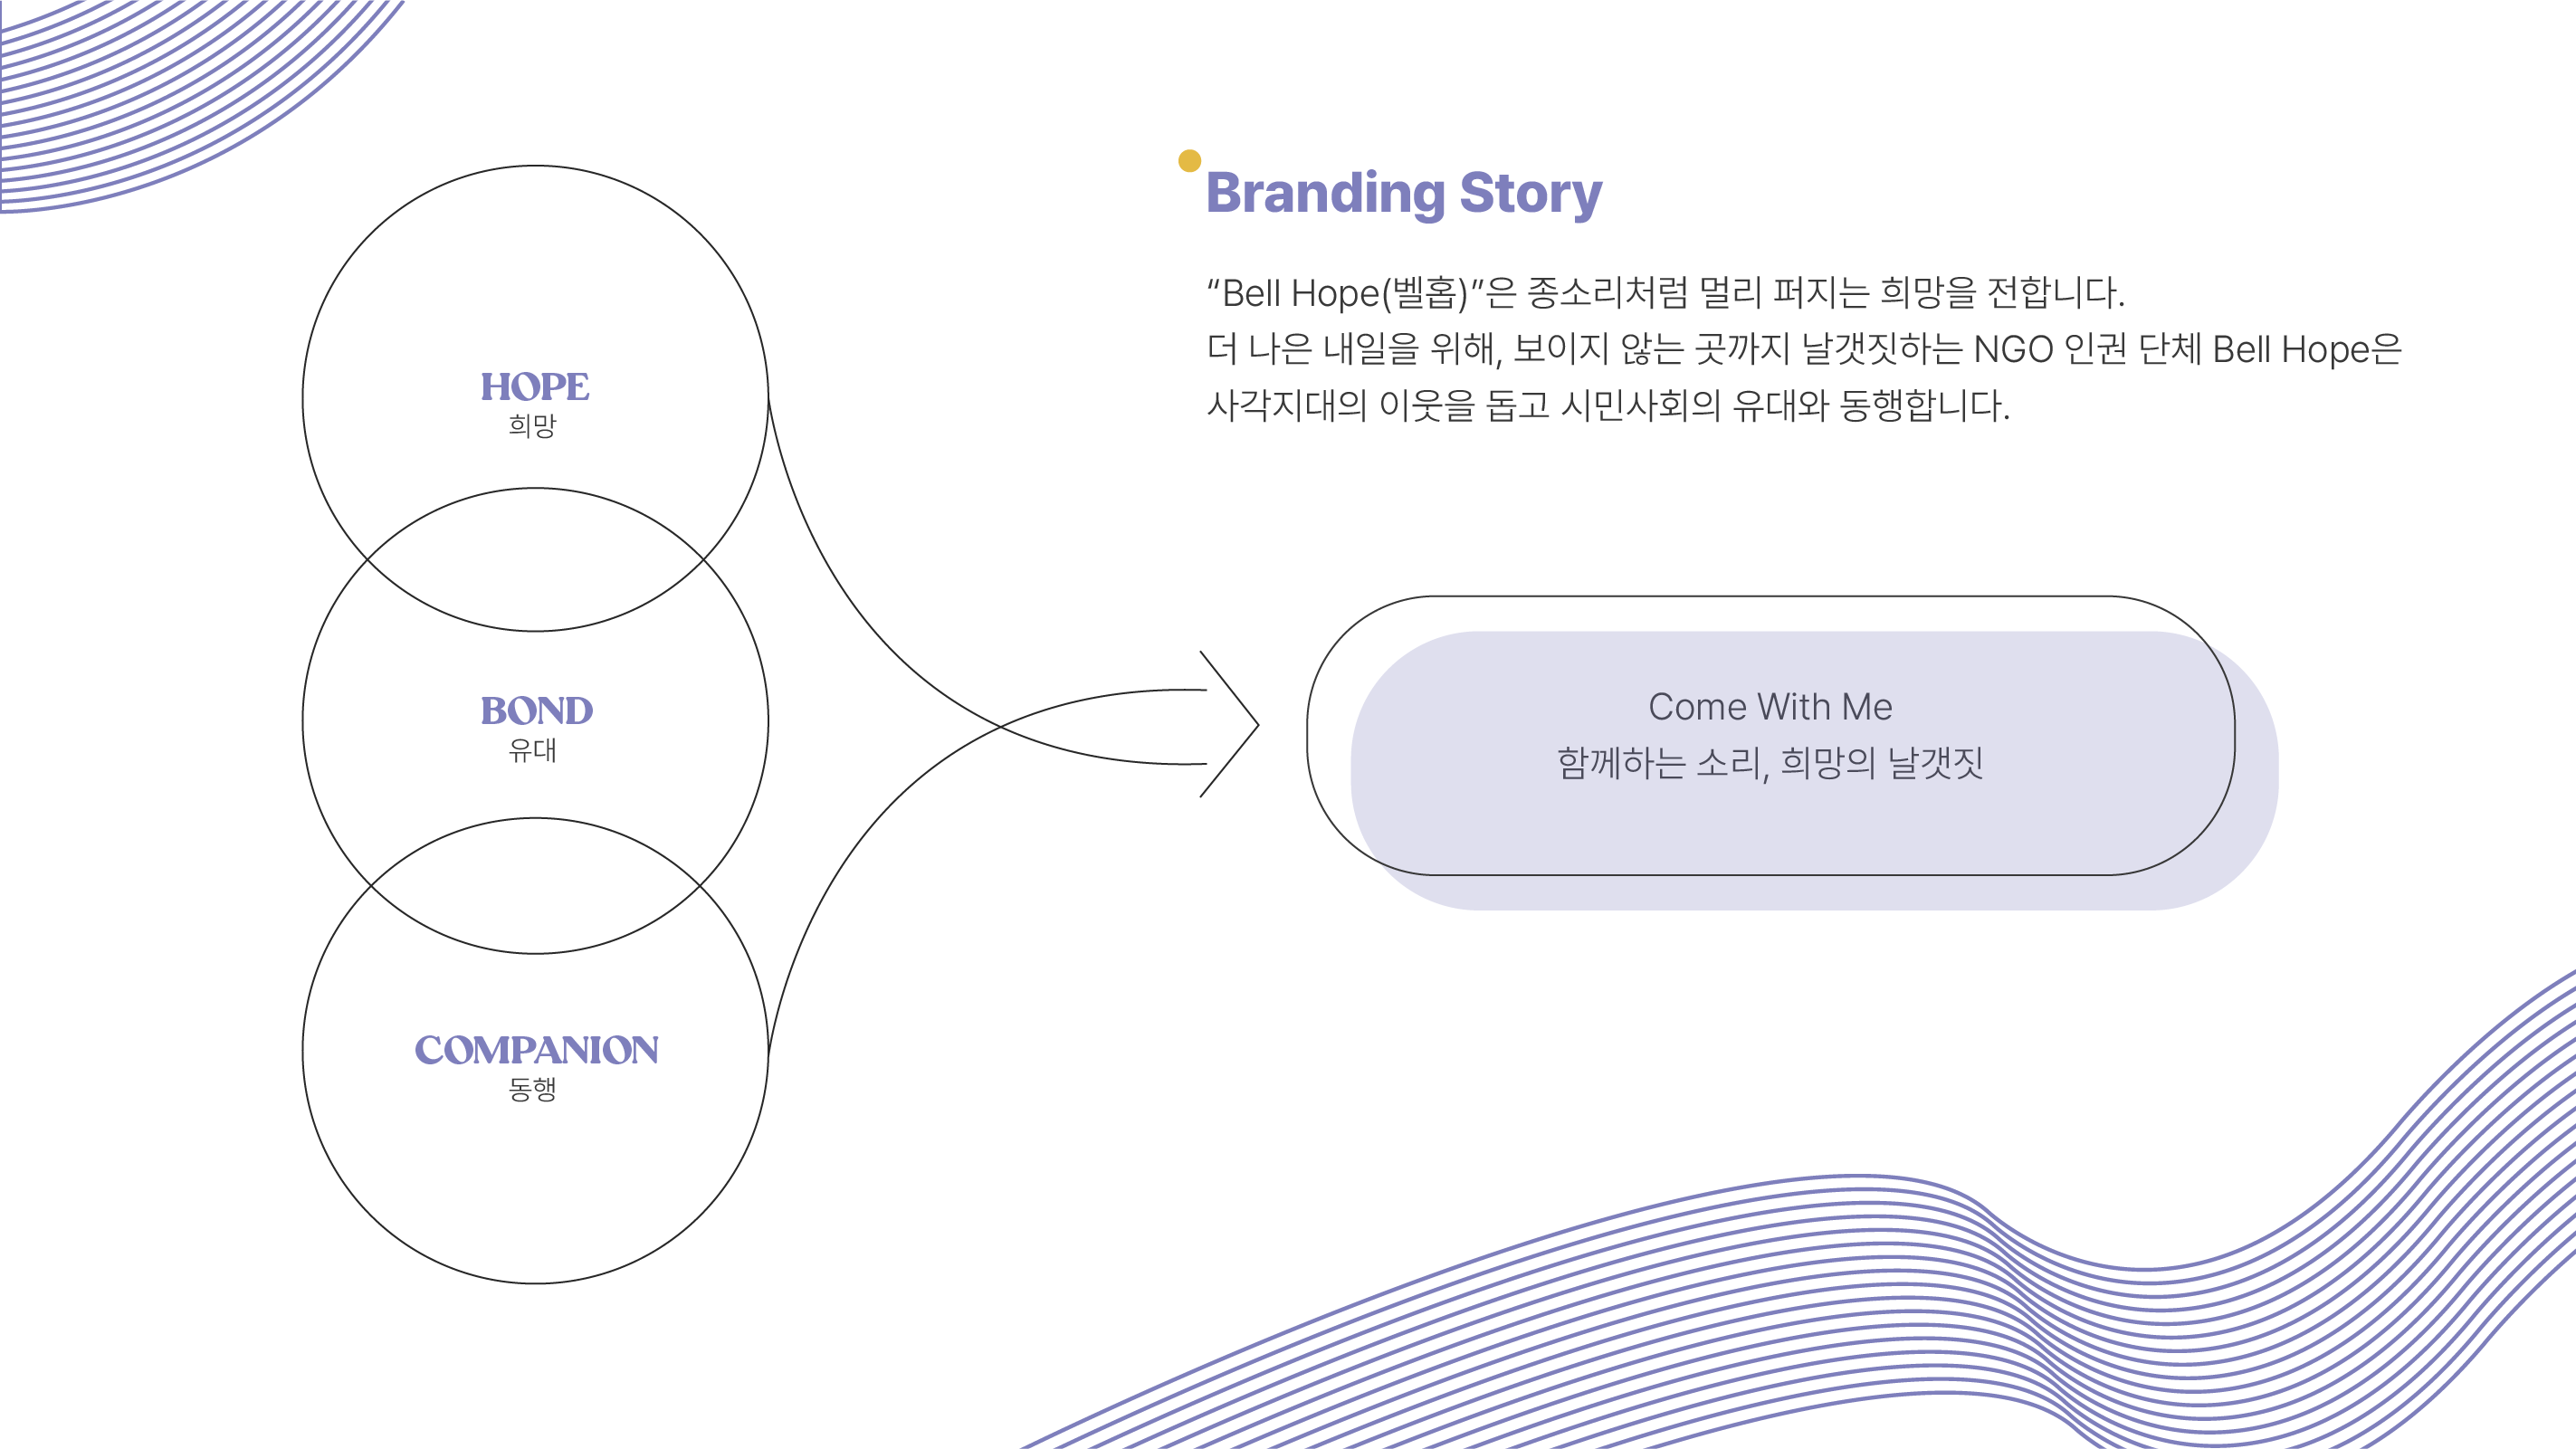 HOPE
희망
BOND
유대
COMPANION
동행
Branding Story
“Bell Hope(벨홉)”은 종소리처럼 멀리 퍼지는 희망을 전합니다.
더 나은 내일을 위해, 보이지 않는 곳까지 날갯짓하는 NGO 인권 단체 Bell Hope은
사각지대의 이웃을 돕고 시민사회의 유대와 동행합니다.
Come With Me
함께하는 소리, 희망의 날갯짓